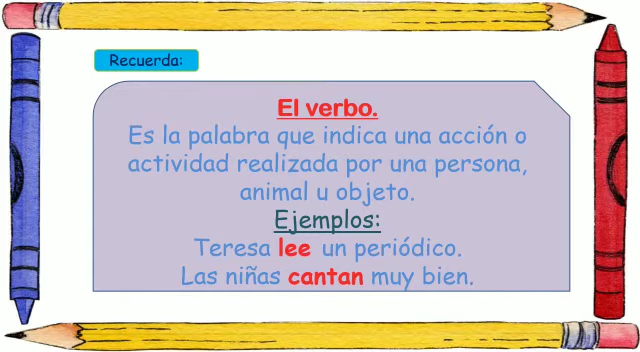 Recuerda:
El verbo.
Es la palabra que indica una acción o
actividad realizada por una persona,
animal u objeto.
Ejemplos:
Teresa lee un periódico.
Las niñas cantan muy bien.